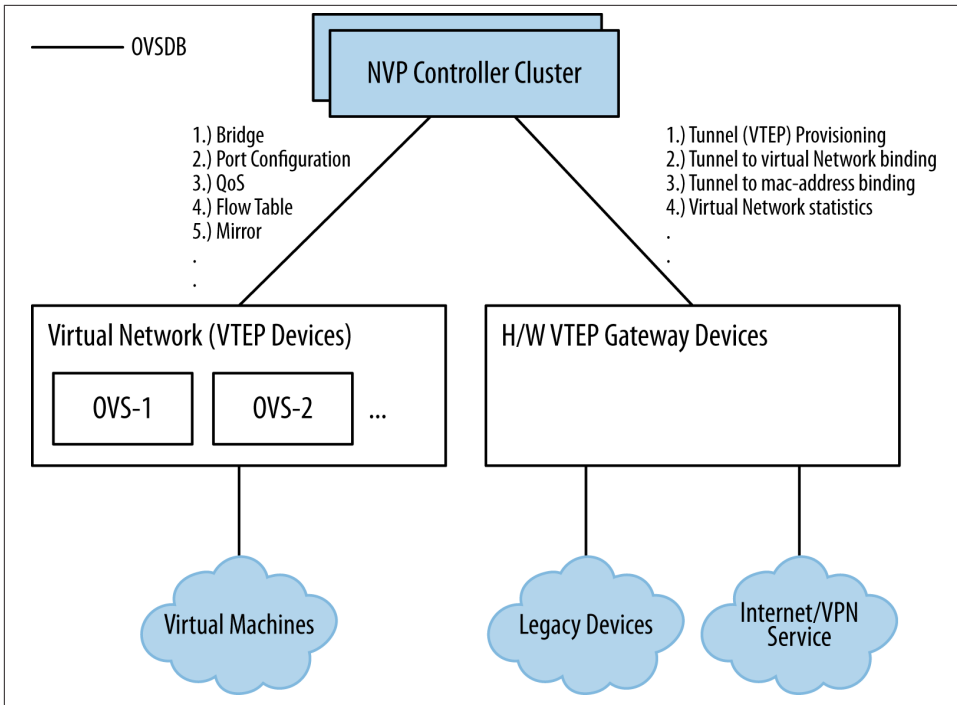 OVSDB
NVP Controller Cluster
1.) Bridge
2.) Port Configuration
3.) QoS
4.) Flow Table
5.) Mirror
.
.
1.) Tunnel (VTEP) Provisioning
2.) Tunnel to virtual Network binding
3.) Tunnel to mac-address binding
4.) Virtual Network statistics
.
.
Virtual Network (VTEP Devices)
OVS-1
OVS-2
...
H/W VTEP Gateway Devices
Virtual Machines
Legacy Devices
Internet/VPN
Service